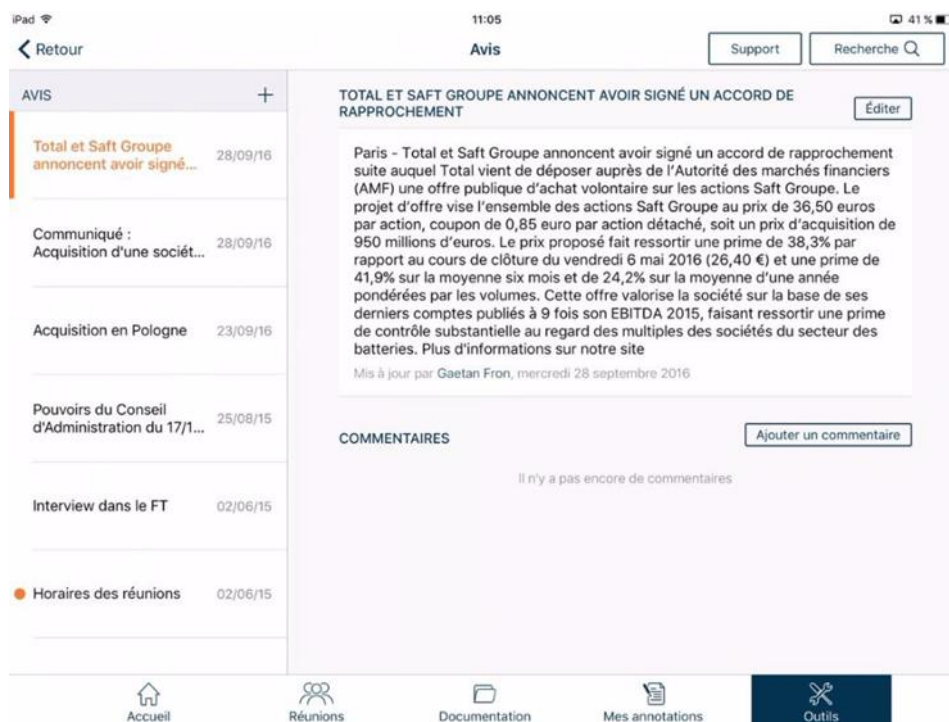 iPad
11:05
41 %
Retour
Avis
Support
Recherche
AVIS
+
Total et Saft Groupe
annoncent avoir signé...
28/09/16
Communiqué :
Acquisition d'une sociét...
28/09/16
Acquisition en Pologne
23/09/16
Pouvoirs du Conseil
d'Administration du 17/1...
25/08/15
Interview dans le FT
02/06/15
Horaires des réunions
02/06/15
TOTAL ET SAFT GROUPE ANNONCENT AVOIR SIGNÉ UN ACCORD DE
RAPPROCHEMENT
Éditer
Paris - Total et Saft Groupe annoncent avoir signé un accord de rapprochement
suite auquel Total vient de déposer auprès de l'Autorité des marchés financiers
(AMF) une offre publique d'achat volontaire sur les actions Saft Groupe. Le
projet d'offre vise l'ensemble des actions Saft Groupe au prix de 36,50 euros
par action, coupon de 0,85 euro par action détaché, soit un prix d'acquisition de
950 millions d'euros. Le prix proposé fait ressortir une prime de 38,3% par
rapport au cours de clôture du vendredi 6 mai 2016 (26,40 €) et une prime de
41,9% sur la moyenne six mois et de 24,2% sur la moyenne d'une année
pondérées par les volumes. Cette offre valorise la société sur la base de ses
derniers comptes publiés à 9 fois son EBITDA 2015, faisant ressortir une prime
de contrôle substantielle au regard des multiples des sociétés du secteur des
batteries. Plus d'informations sur notre site
Mis à jour par Gaetan Fron, mercredi 28 septembre 2016
COMMENTAIRES
Ajouter un commentaire
Il n'y a pas encore de commentaires
Accueil
Réunions
Documentation
Mes annotations
Outils